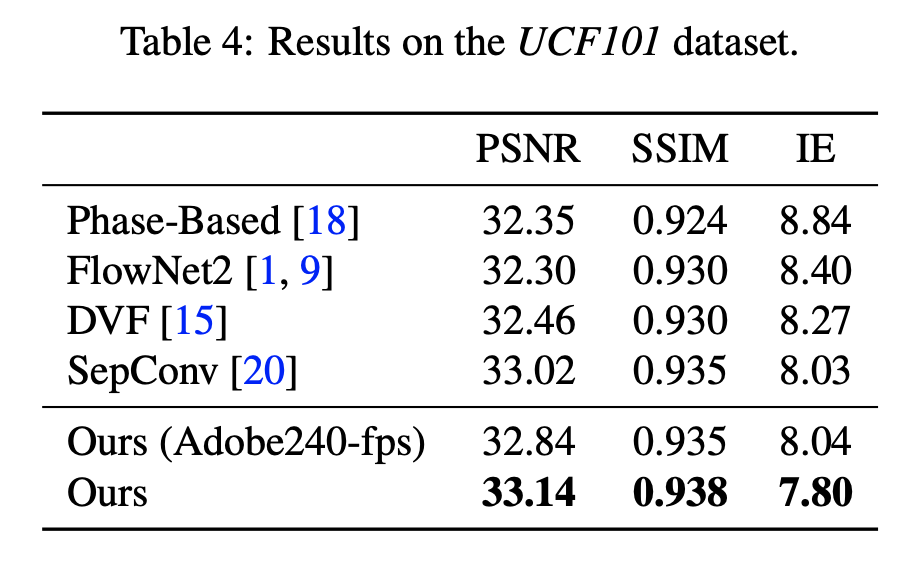 Table 4: Results on the UCF101 dataset.
PSNR SSIM IE
Phase-Based [18] 32.35 0.924 8.84
FlowNet2 [1, 9] 32.30 0.930 8.40
DVF [15] 32.46 0.930 8.27
SepConv [20] 33.02 0.935 8.03
Ours (Adobe240-fps) 32.84 0.935 8.04
Ours 33.14 0.938 7.80